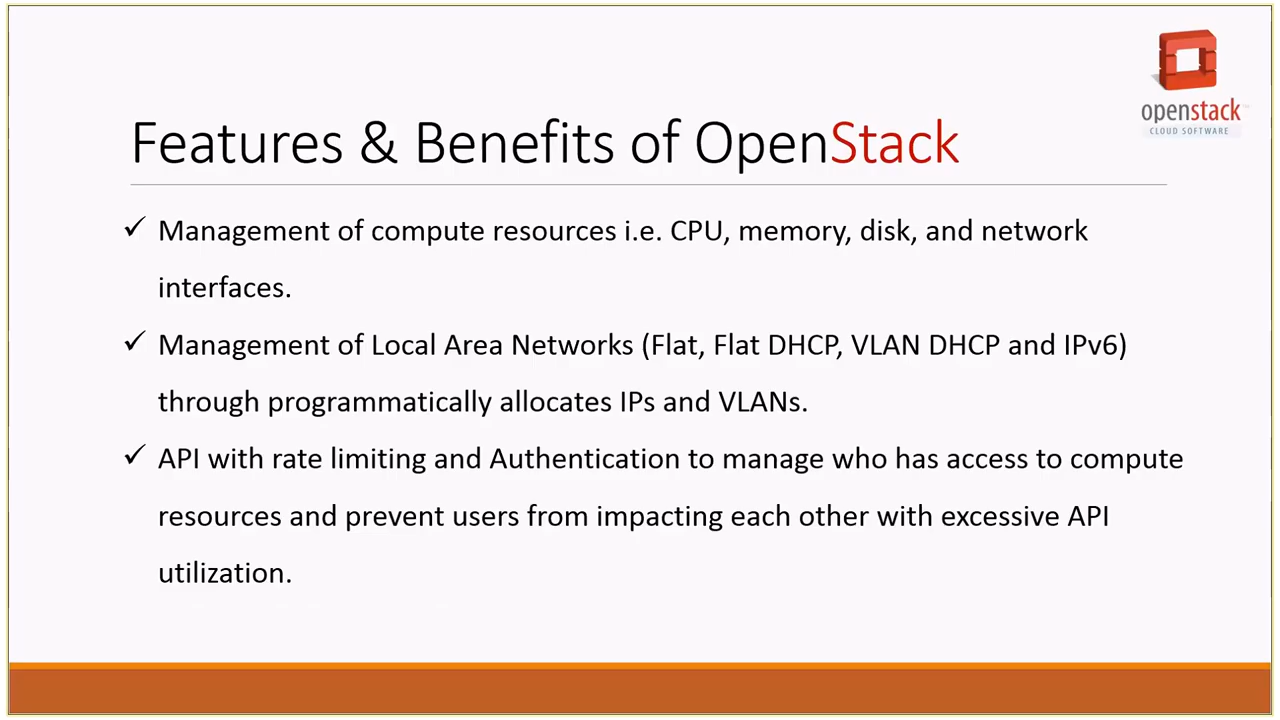 openstack™
CLOUD SOFTWARE
Features & Benefits of OpenStack
✓ Management of compute resources i.e. CPU, memory, disk, and network
interfaces.
✓ Management of Local Area Networks (Flat, Flat DHCP, VLAN DHCP and IPv6)
through programmatically allocates IPs and VLANs.
✓ API with rate limiting and Authentication to manage who has access to compute
resources and prevent users from impacting each other with excessive API
utilization.